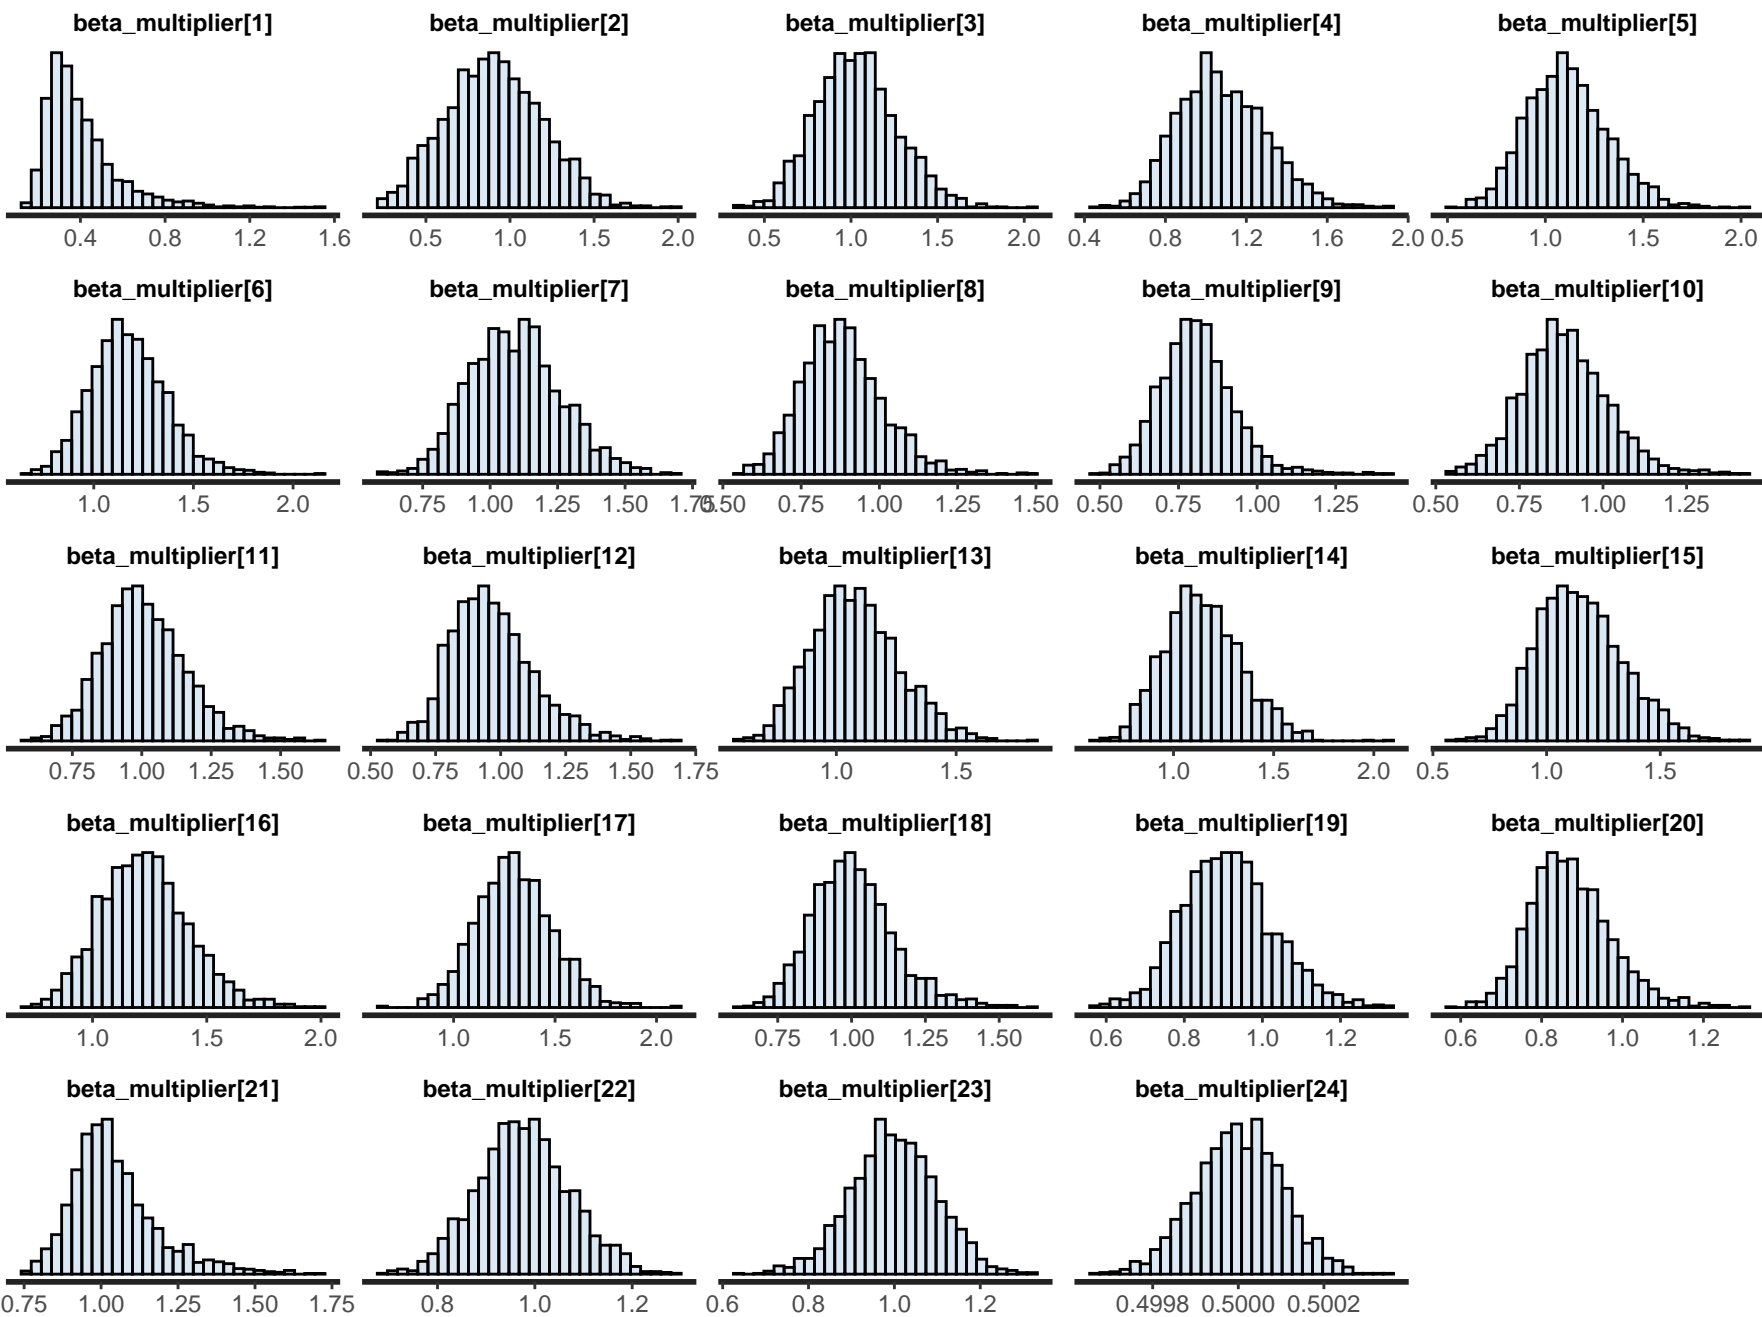 beta_multiplier[1] beta_multiplier[2] beta_multiplier[3] beta_multiplier[4] beta_multiplier[5]
0.4 0.8 1.2 1.6 0.5 1.0 1.5 2.0 0.5 1.0 1.5 2.0 0.4 0.8 1.2 1.6 2.0 0.5 1.0 1.5 2.0
beta_multiplier[6] beta_multiplier[7] beta_multiplier[8] beta_multiplier[9] beta_multiplier[10]
1.0 1.5 2.0 0.75 1.00 1.25 1.50 1.75 0.50 0.75 1.00 1.25 1.50 0.50 0.75 1.00 1.25 0.50 0.75 1.00 1.25
beta_multiplier[11] beta_multiplier[12] beta_multiplier[13] beta_multiplier[14] beta_multiplier[15]
0.75 1.00 1.25 1.50 0.50 0.75 1.00 1.25 1.50 1.75 1.0 1.5 1.0 1.5 2.0 0.5 1.0 1.5
beta_multiplier[16] beta_multiplier[17] beta_multiplier[18] beta_multiplier[19] beta_multiplier[20]
1.0 1.5 2.0 1.0 1.5 2.0 0.75 1.00 1.25 1.50 0.6 0.8 1.0 1.2 0.6 0.8 1.0 1.2
beta_multiplier[21] beta_multiplier[22] beta_multiplier[23] beta_multiplier[24]
0.75 1.00 1.25 1.50 1.75 0.8 1.0 1.2 0.6 0.8 1.0 1.2 0.4998 0.5000 0.5002